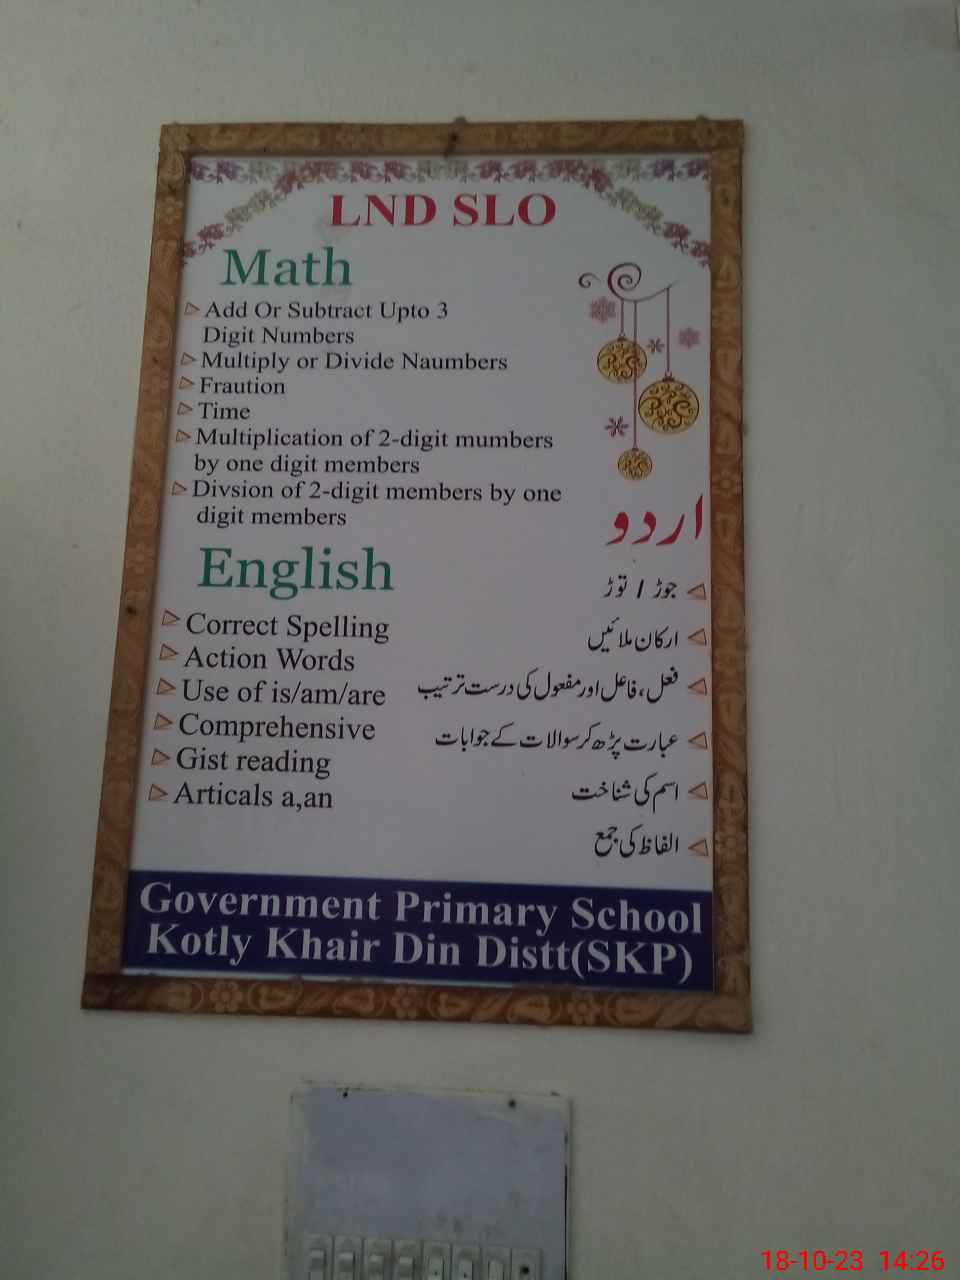 LND SLO
Math
Add Or Subtract Upto 3
Digit Numbers
Multiply or Divide Naumbers
Fraution
Time
Multiplication of 2-digit mumbers
by one digit members
Divsion of 2-digit members by one
digit members
English
Correct Spelling
Action Words
Use of is/am/are
Comprehensive
Gist reading
Articals a,an
اردو
جوڑ / توڑ
ارکان ملائیں
فعل، فاعل اور مفعول کی درست ترتیب
عبارت پڑھ کر سوالات کے جوابات
اسم کی شناخت
الفاظ کی جمع
Government Primary School
Kotly Khair Din Distt(SKP)
18-10-23 14:26